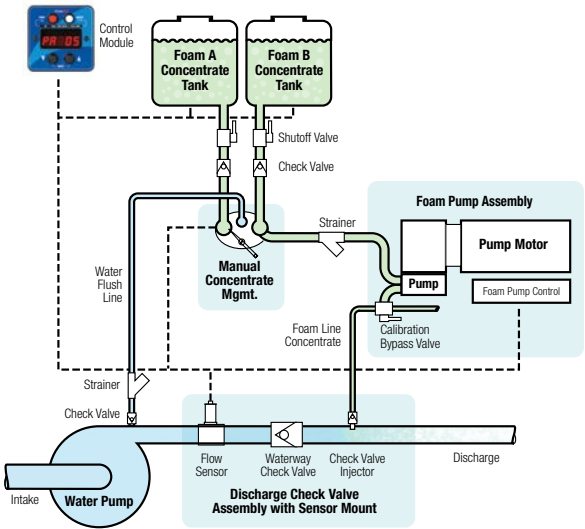 Control
Module
PA 05
Foam A
Concentrate
Tank
Foam B
Concentrate
Tank
Shutoff Valve
Check Valve
Foam Pump Assembly
Strainer
Pump Motor
Manual
Concentrate
Mgmt.
Pump
Foam Pump Control
Water
Flush
Line
Foam Line
Concentrate
Calibration
Bypass Valve
Strainer
Check Valve
Flow
Sensor
Waterway
Check Valve
Check Valve
Injector
Discharge
Intake
Water Pump
Discharge Check Valve
Assembly with Sensor Mount